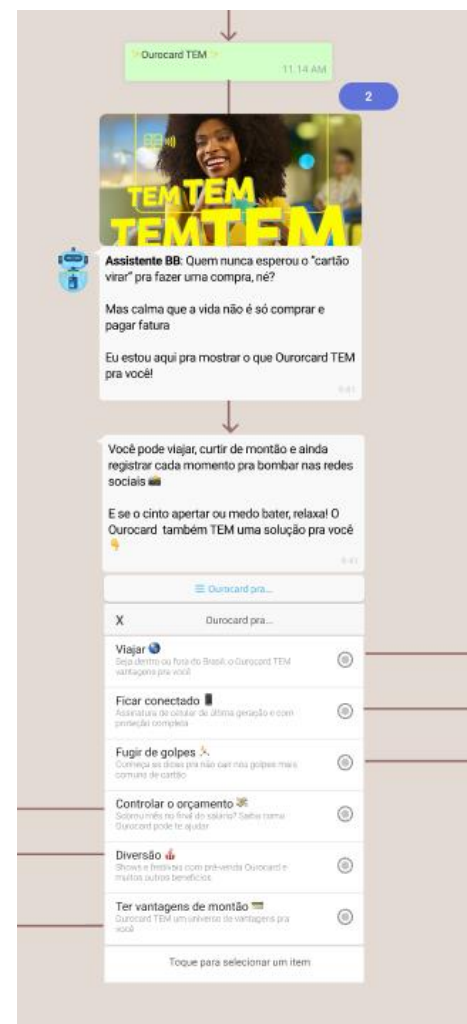 Ourocard TEM
11:14 AM
2
TEM TEM
TEM TEM
Assistente BB: Quem nunca esperou o “cartão
virar” pra fazer uma compra, né?
Mas calma que a vida não é só comprar e
pagar fatura
Eu estou aqui pra mostrar o que Ourorcard TEM
pra você!
9:41
Você pode viajar, curtir de montão e ainda
registrar cada momento pra bombar nas redes
sociais 📸
E se o cinto apertar ou medo bater, relaxa! O
Ourocard também TEM uma solução pra você
👇
9:41
Ourocard pra...
X Ourocard pra...
Viajar 🌎
Seja dentro ou fora do Brasil, o Ourocard TEM
vantagens pra você
Ficar conectado 📱
Assinatura de celular de última geração e com
proteção completa
Fugir de golpes 🏃
Conheça as dicas pra não cair nos golpes mais
comuns de cartão
Controlar o orçamento 💸
Sobrou mês no final do salário? Saiba como
Ourocard pode te ajudar
Diversão 🎪
Shows e festivais com pré-venda Ourocard e
muitos outros benefícios
Ter vantagens de montão 💳
Ourocard TEM um universo de vantagens pra
você
Toque para selecionar um item